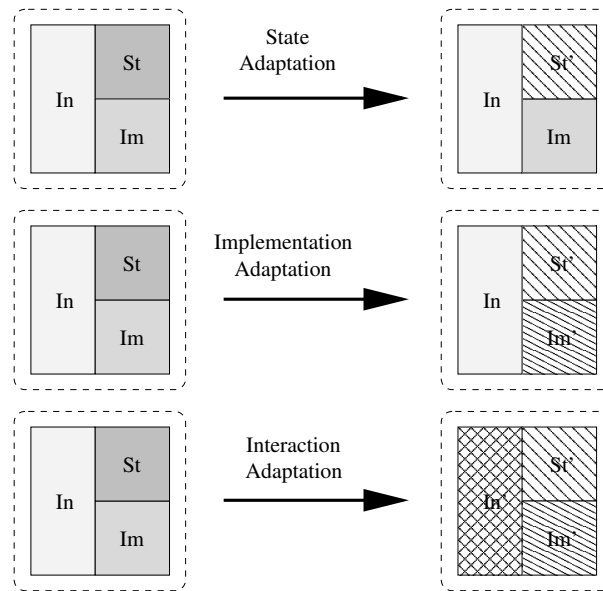 State
Adaptation
In
St
Im
In
St’
Im
Implementation
Adaptation
In
St
Im
In
St’
Im’
Interaction
Adaptation
In
St
Im
In’
St’
Im’